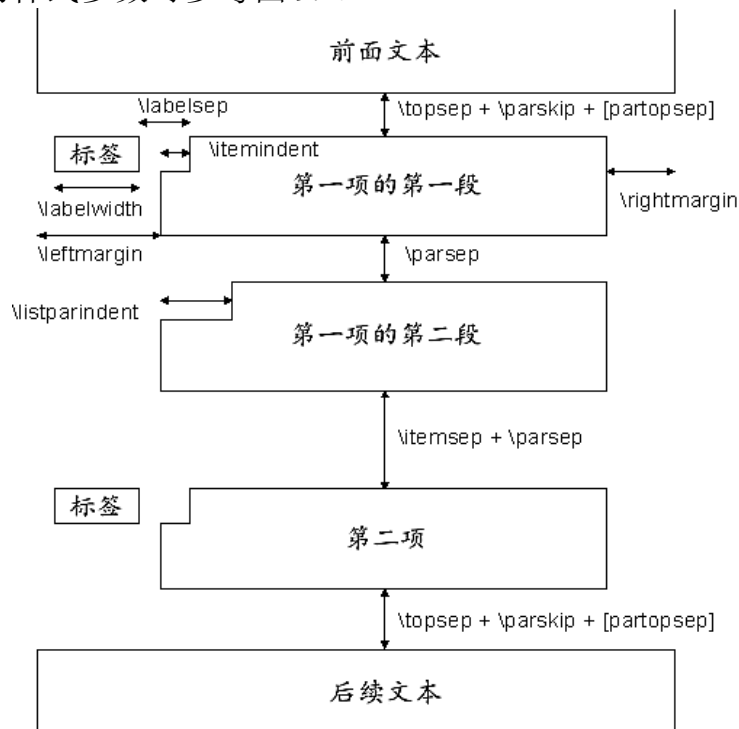 前面文本
\labelsep
\topsep + \parskip + [partopsep]
标签
\itemindent
第一项的第一段
\labelwidth
\rightmargin
\leftmargin
\parsep
\listparindent
第一项的第二段
\itemsep + \parsep
标签
第二项
\topsep + \parskip + [partopsep]
后续文本